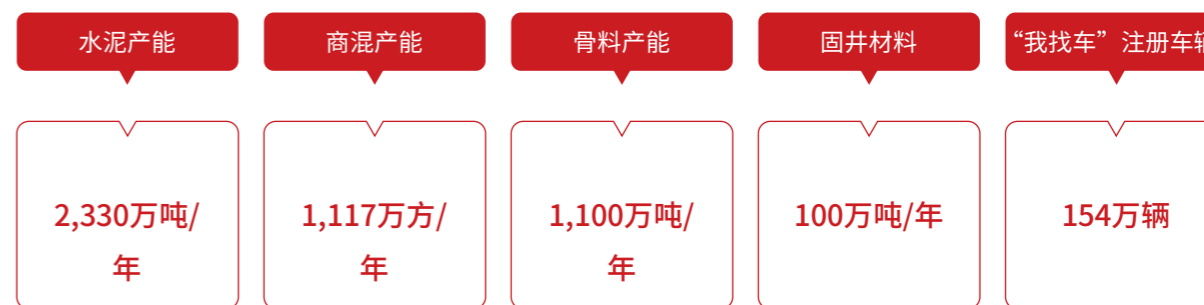 水泥产能
商混产能
骨料产能
固井材料
“我找车”注册车辆
2,330万吨/
年
1,117万方/
年
1,100万吨/
年
100万吨/年
154万辆